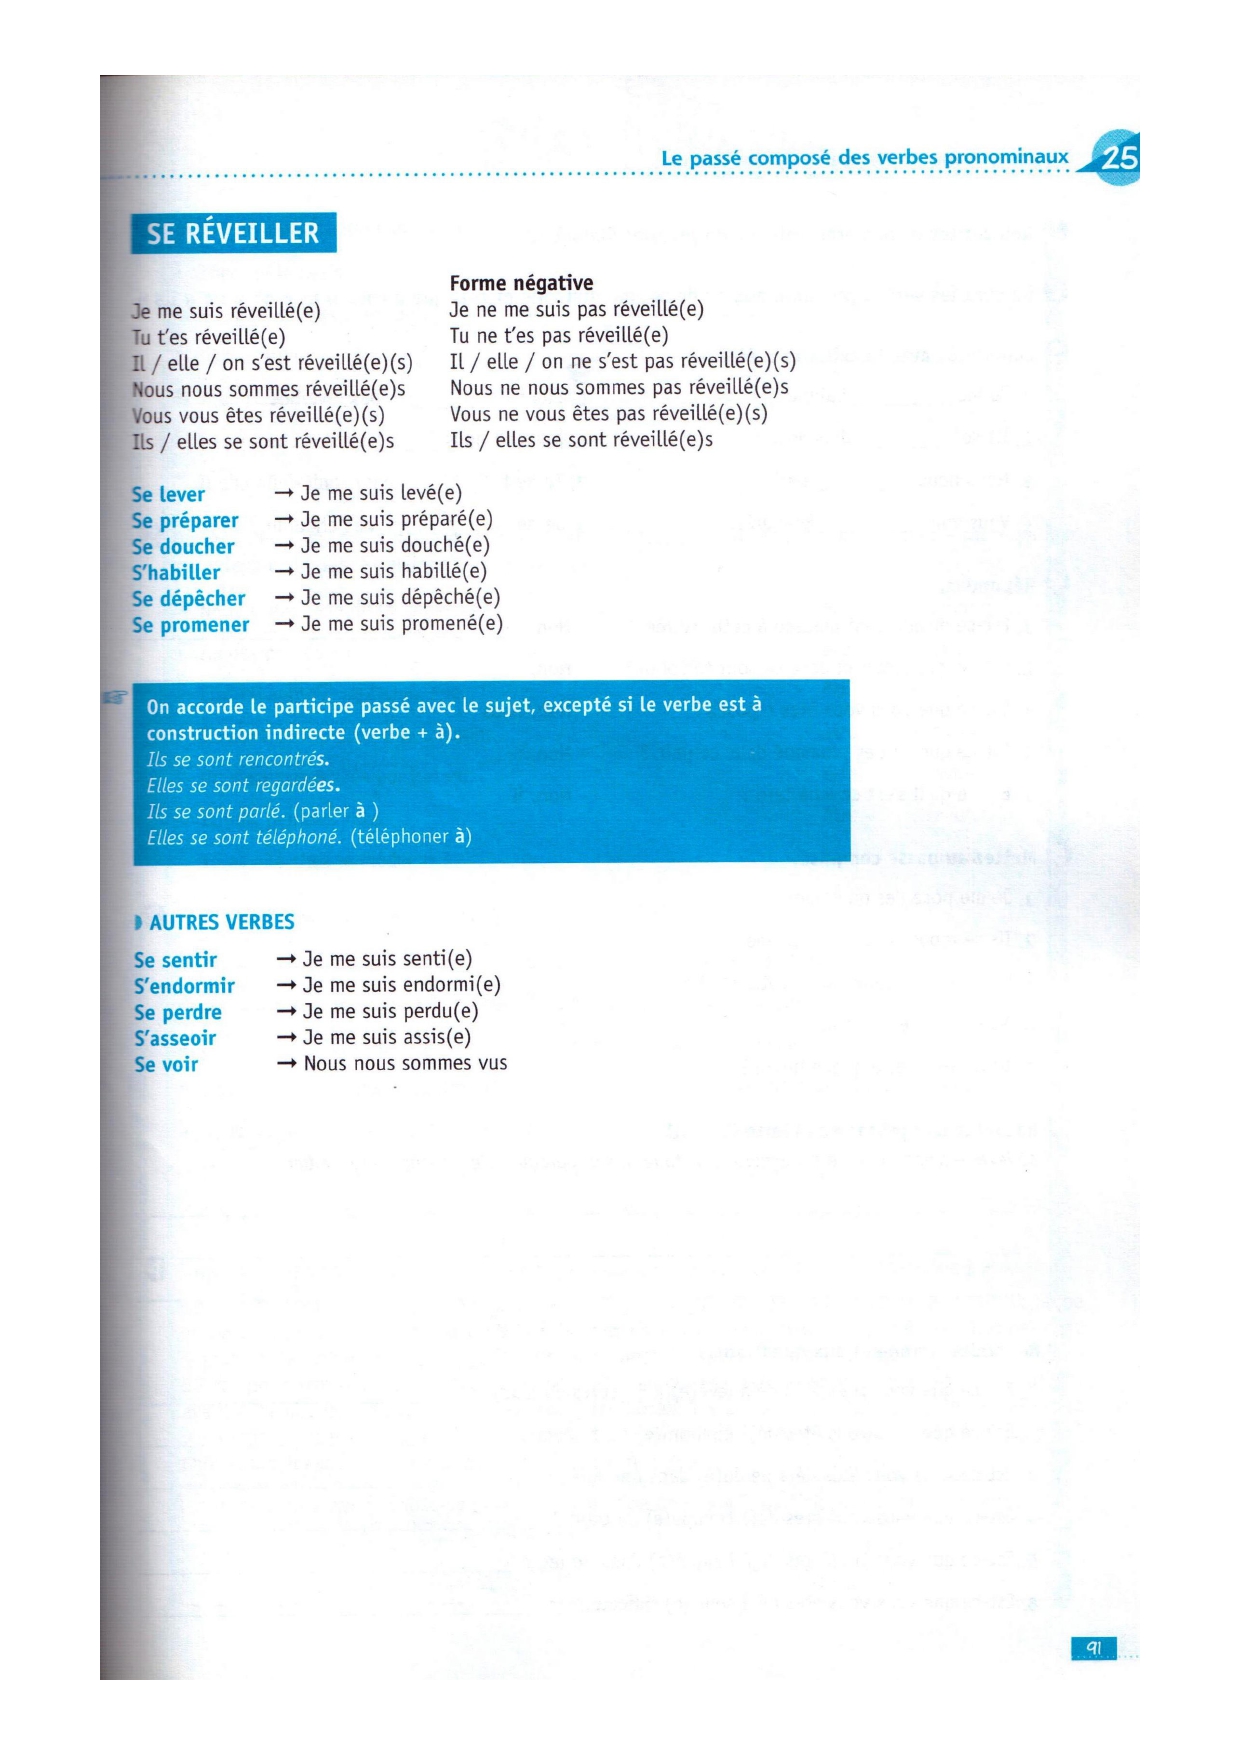 Le passé composé des verbes pronominaux 25
SE RÉVEILLER
Forme négative
Je me suis réveillé(e) Je ne me suis pas réveillé(e)
Tu t'es réveillé(e) Tu ne t'es pas réveillé(e)
Il / elle / on s'est réveillé(e)(s) Il / elle / on ne s'est pas réveillé(e)(s)
Nous nous sommes réveillé(e)s Nous ne nous sommes pas réveillé(e)s
Vous vous êtes réveillé(e)(s) Vous ne vous êtes pas réveillé(e)(s)
Ils / elles se sont réveillé(e)s Ils / elles se sont réveillé(e)s
Se lever → Je me suis levé(e)
Se préparer → Je me suis préparé(e)
Se doucher → Je me suis douché(e)
S'habiller → Je me suis habillé(e)
Se dépêcher → Je me suis dépêché(e)
Se promener → Je me suis promené(e)
On accorde le participe passé avec le sujet, excepté si le verbe est à
construction indirecte (verbe + à).
Ils se sont rencontrés.
Elles se sont regardées.
Ils se sont parlé. (parler à )
Elles se sont téléphoné. (téléphoner à)
AUTRES VERBES
Se sentir → Je me suis senti(e)
S'endormir → Je me suis endormi(e)
Se perdre → Je me suis perdu(e)
S'asseoir → Je me suis assis(e)
Se voir → Nous nous sommes vus
91